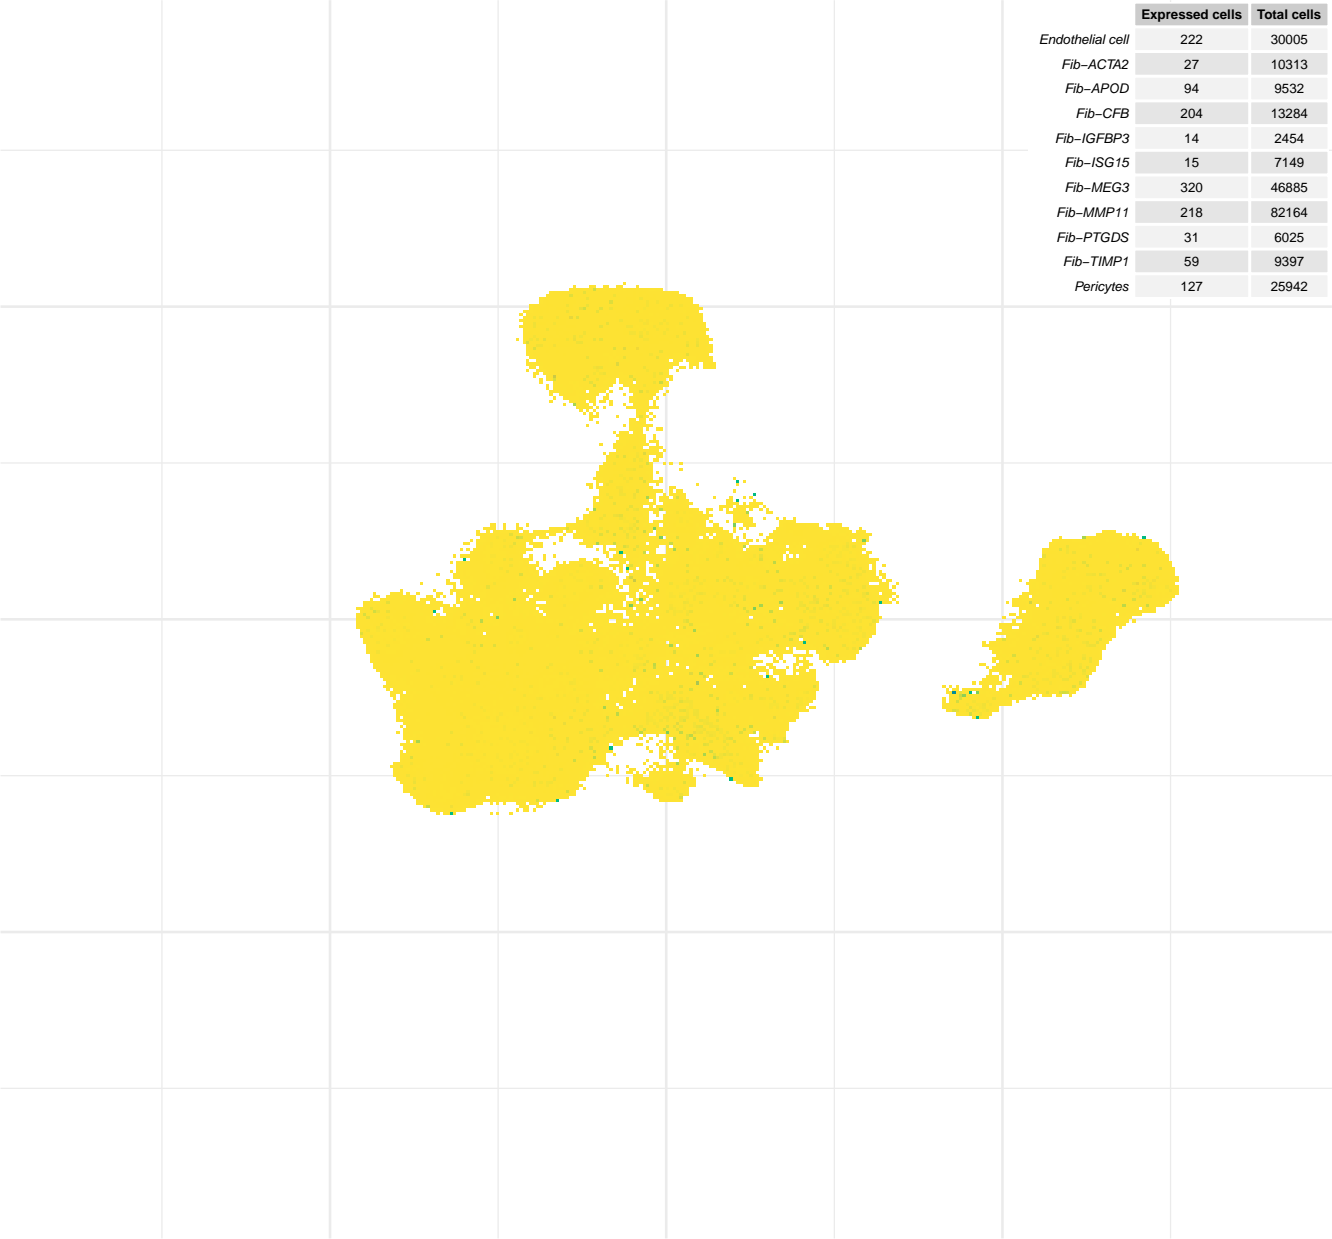 Expressed cells Total cells
Endothelial cell 222 30005
Fib−ACTA2 27 10313
Fib−APOD 94 9532
Fib−CFB 204 13284
Fib−IGFBP3 14 2454
Fib−ISG15 15 7149
Fib−MEG3 320 46885
Fib−MMP11 218 82164
Fib−PTGDS 31 6025
Fib−TIMP1 59 9397
Pericytes 127 25942